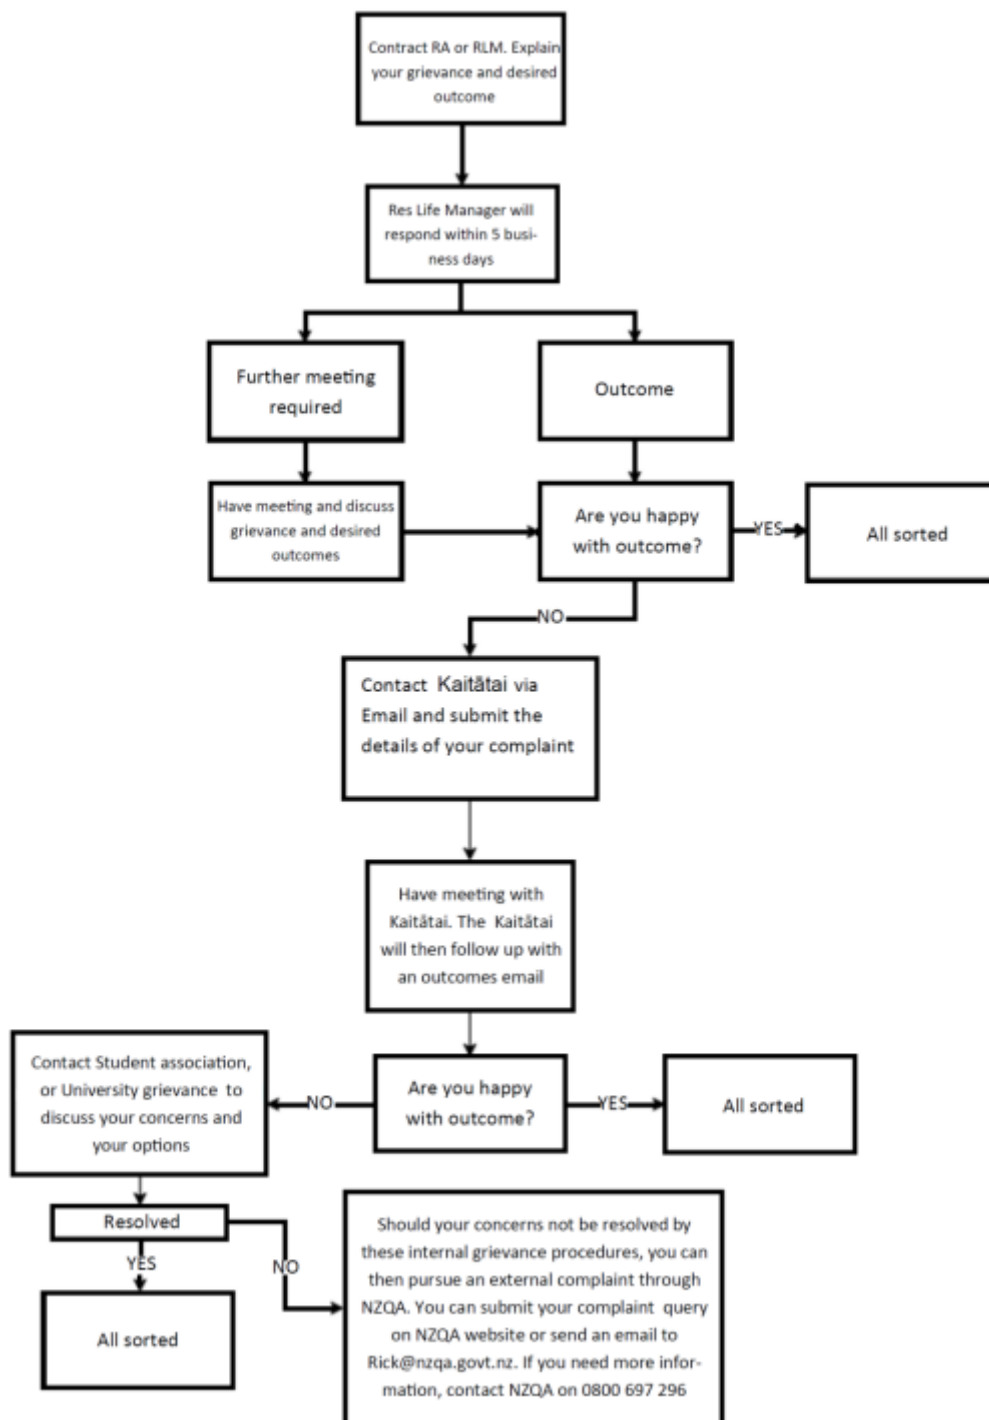 Contract RA or RLM. Explain
your grievance and desired
outcome
Res Life Manager will
respond within 5 busi-
ness days
Further meeting
required
Outcome
Have meeting and discuss
grievance and desired
outcomes
Are you happy
with outcome?
YES
All sorted
NO
Contact Kaitātai via
Email and submit the
details of your complaint
Have meeting with
Kaitātai. The Kaitātai
will then follow up with
an outcomes email
Contact Student association,
or University grievance to
discuss your concerns and
your options
NO
Are you happy
with outcome?
YES
All sorted
Resolved
YES
NO
All sorted
Should your concerns not be resolved by
these internal grievance procedures, you can
then pursue an external complaint through
NZQA. You can submit your complaint query
on NZQA website or send an email to
Rick@nzqa.govt.nz. If you need more infor-
mation, contact NZQA on 0800 697 296